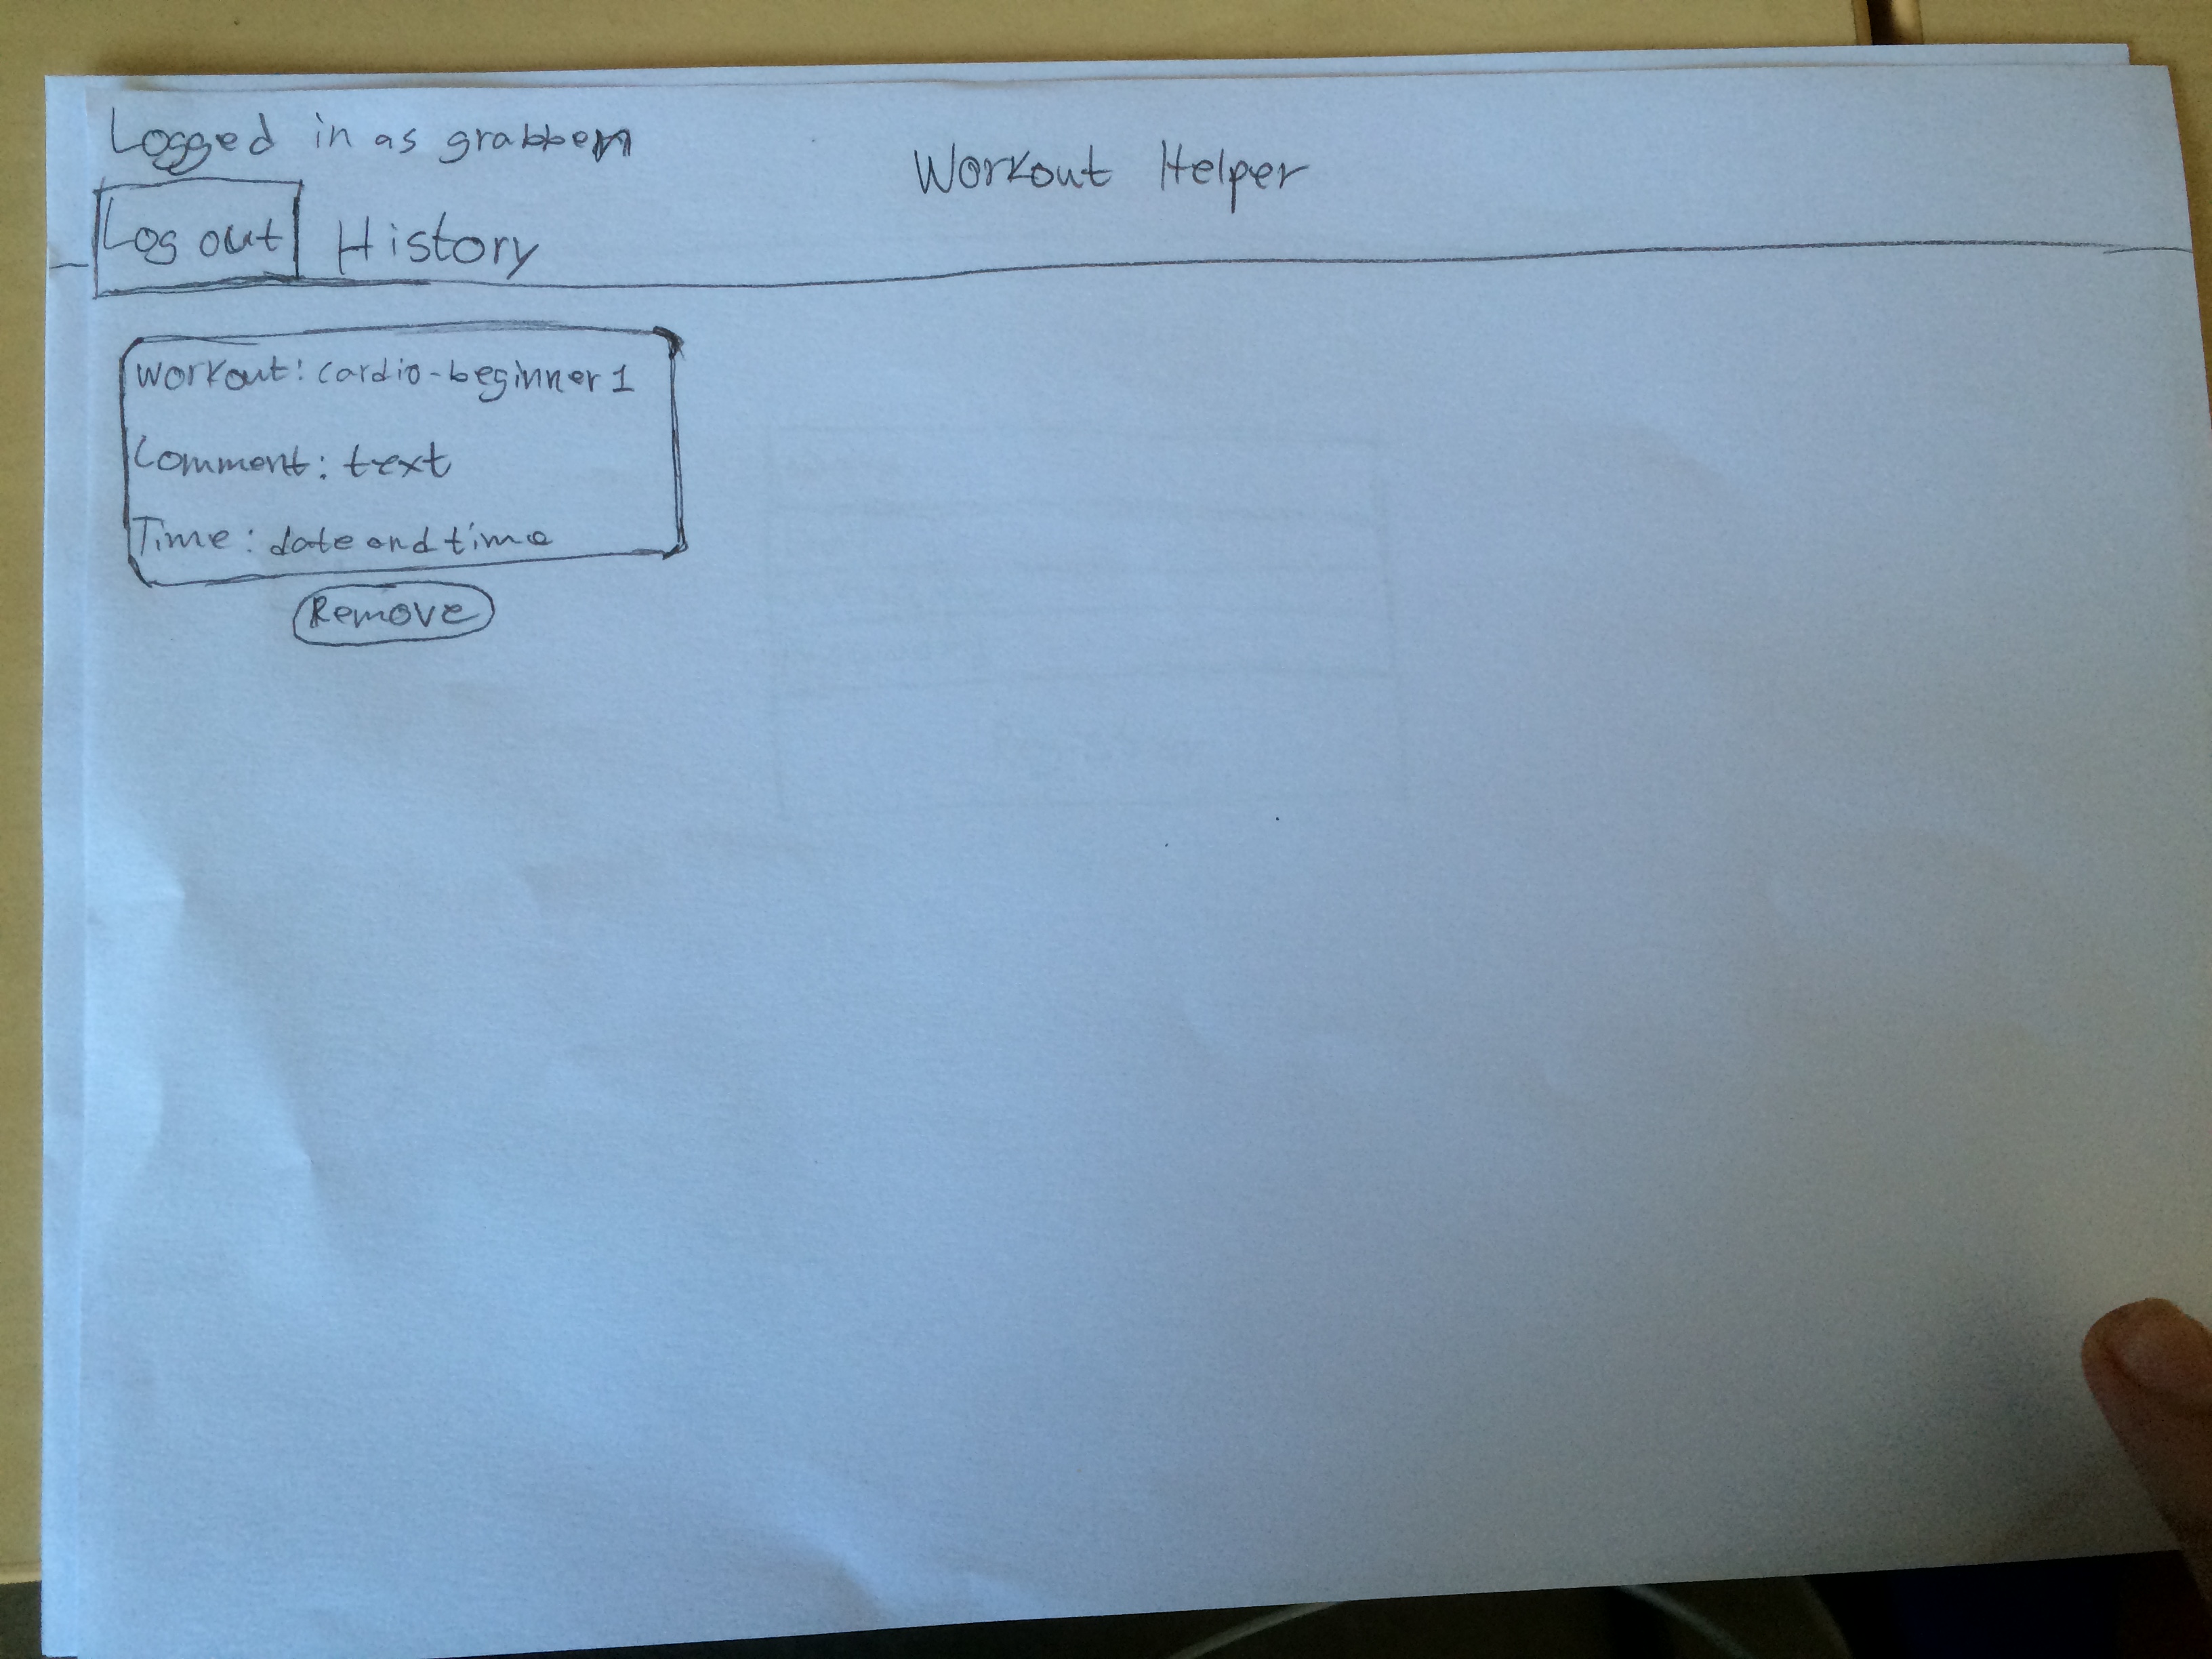 Logged in as grabben
Workout Helper
Log out History
Workout: cardio-beginner 1
Comment: text
Time: date and time
Remove